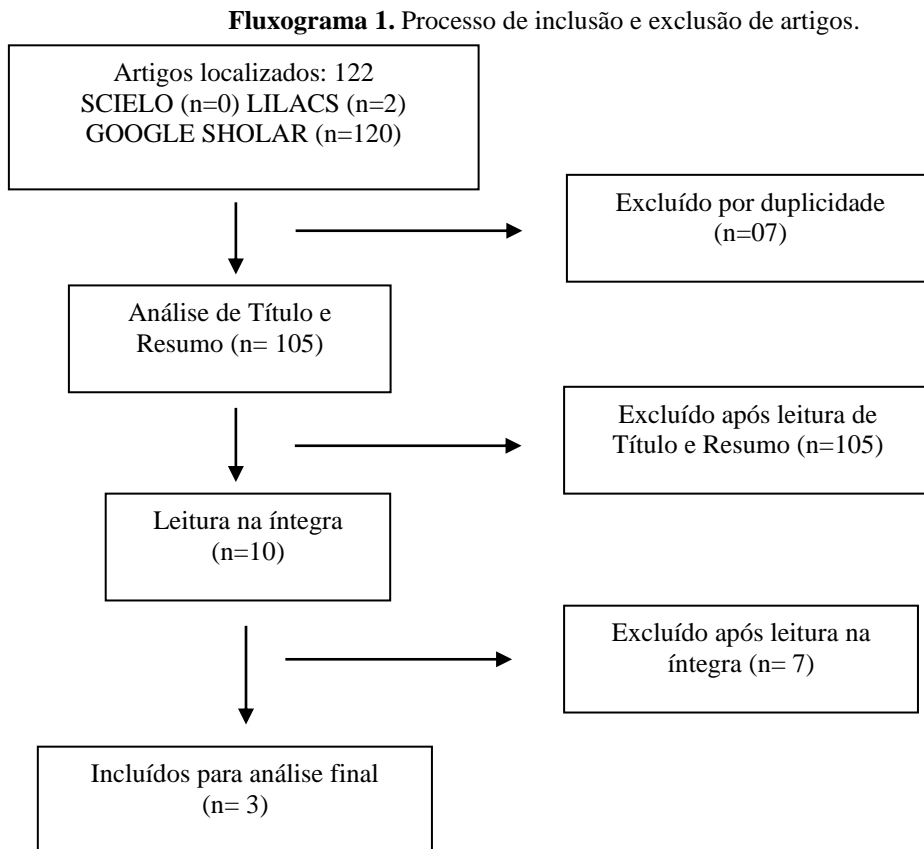 Fluxograma 1. Processo de inclusão e exclusão de artigos.
Artigos localizados: 122
SCIELO (n=0) LILACS (n=2)
GOOGLE SHOLAR (n=120)
Excluído por duplicidade
(n=07)
Análise de Título e
Resumo (n= 105)
Excluído após leitura de
Título e Resumo (n=105)
Leitura na íntegra
(n=10)
Excluído após leitura na
íntegra (n= 7)
Incluídos para análise final
(n= 3)